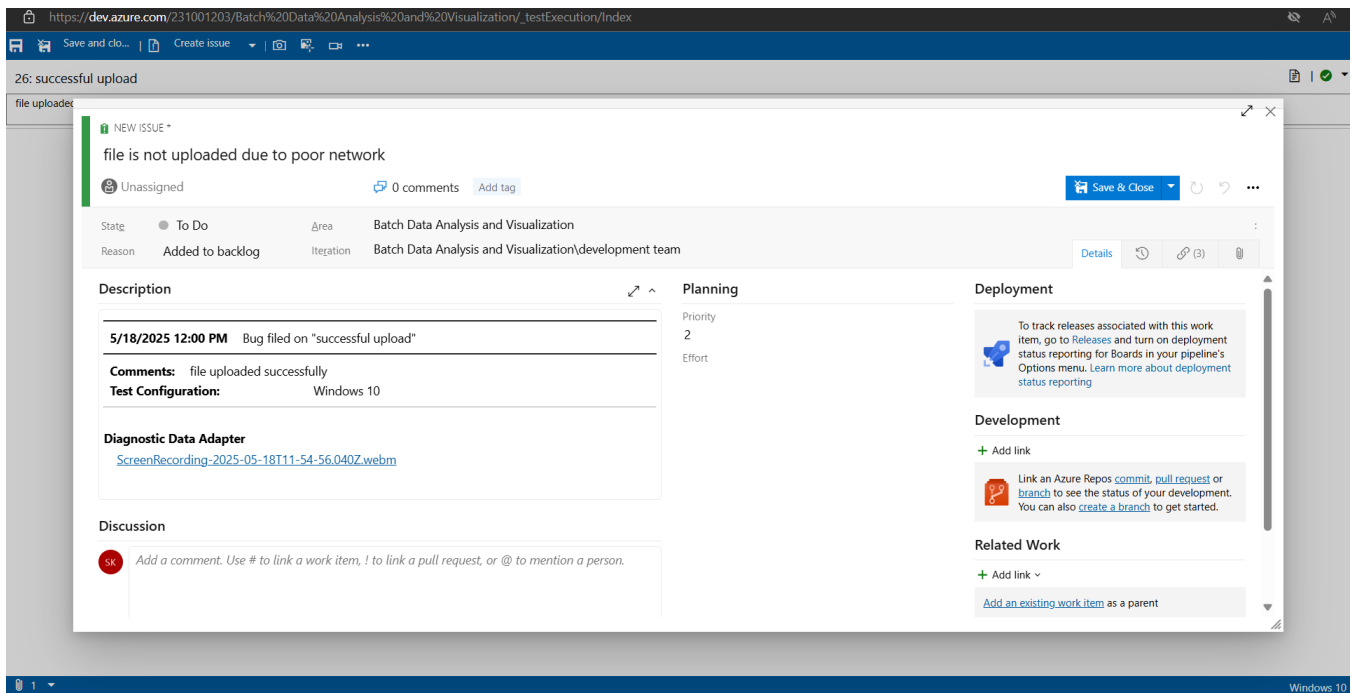 https://dev.azure.com/231001203/Batch%20Data%20Analysis%20and%20Visualization/_testExecution/Index
Save and clo... | Create issue
26: successful upload
file uploaded
NEW ISSUE *
file is not uploaded due to poor network
Unassigned
0 comments
Add tag
Save & Close
State
To Do
Area
Batch Data Analysis and Visualization
Reason
Added to backlog
Iteration
Batch Data Analysis and Visualization\development team
Details
(3)
Description
5/18/2025 12:00 PM Bug filed on "successful upload"
Comments: file uploaded successfully
Test Configuration: Windows 10
Diagnostic Data Adapter
ScreenRecording-2025-05-18T11-54-56.040Z.webm
Discussion
SK
Add a comment. Use # to link a work item, ! to link a pull request, or @ to mention a person.
Planning
Priority
2
Effort
Deployment
To track releases associated with this work
item, go to Releases and turn on deployment
status reporting for Boards in your pipeline's
Options menu. Learn more about deployment
status reporting
Development
+ Add link
Link an Azure Repos commit, pull request or
branch to see the status of your development.
You can also create a branch to get started.
Related Work
+ Add link
Add an existing work item as a parent
1
Windows 10